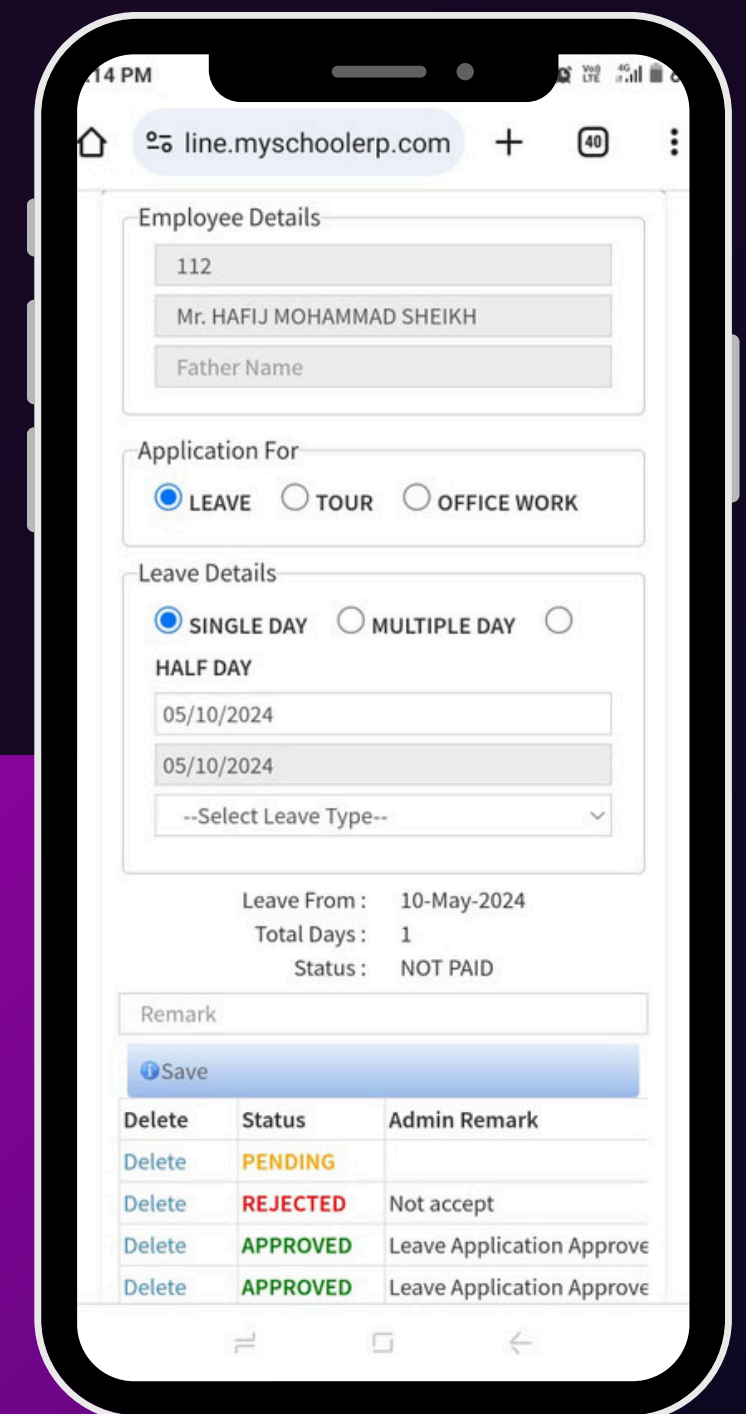 :14 PM
Voo) LTE 4G
line.myschoolerp.com 40
Employee Details
112
Mr. HAFIJ MOHAMMAD SHEIKH
Father Name
Application For
LEAVE TOUR OFFICE WORK
Leave Details
SINGLE DAY MULTIPLE DAY
HALF DAY
05/10/2024
05/10/2024
--Select Leave Type--
Leave From : 10-May-2024
Total Days : 1
Status : NOT PAID
Remark
Save
Delete Status Admin Remark
Delete PENDING
Delete REJECTED Not accept
Delete APPROVED Leave Application Approve
Delete APPROVED Leave Application Approve